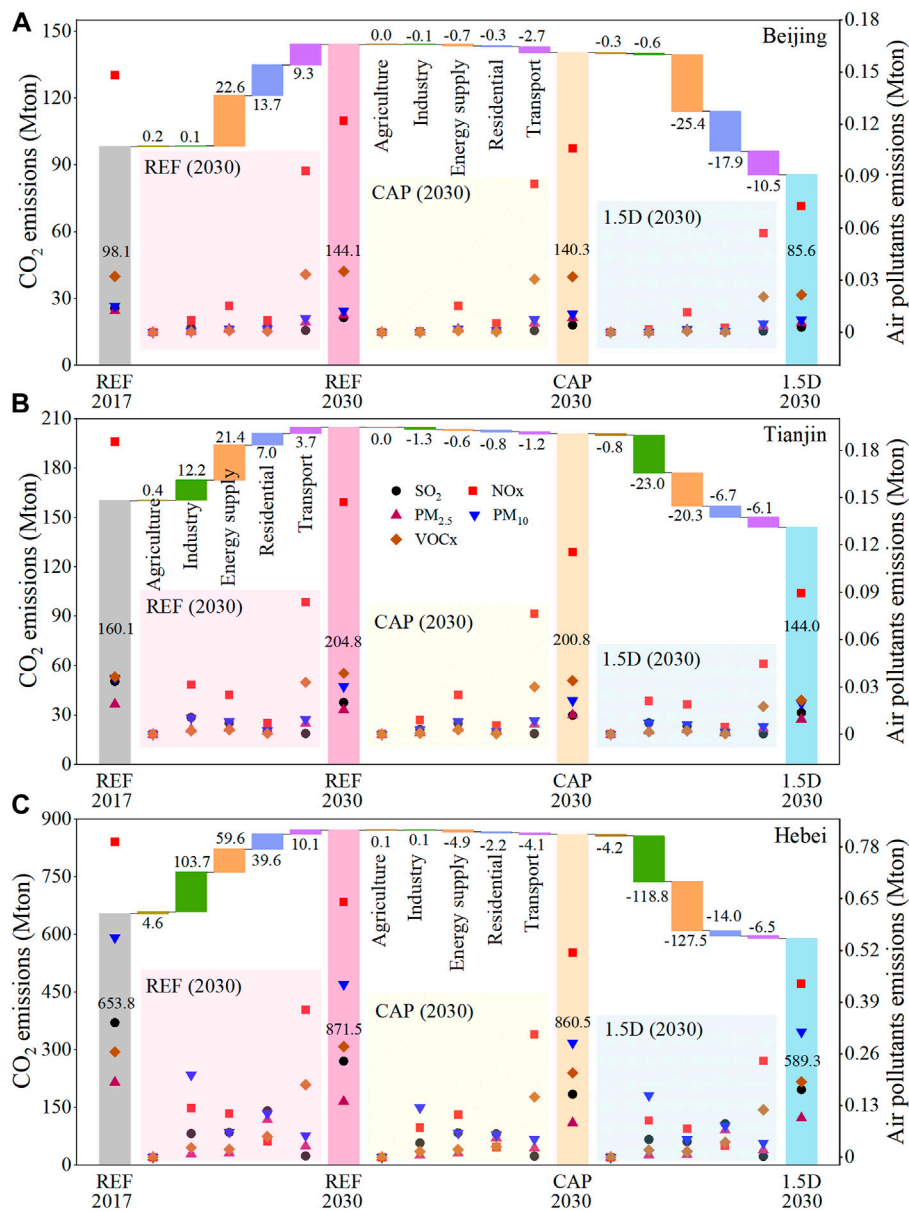 A
Beijing
CO2 emissions (Mton)
Air pollutants emissions (Mton)
150
120
90
60
30
0
0.18
0.15
0.12
0.09
0.06
0.03
0
98.1
0.2
0.1
22.6
13.7
9.3
144.1
0.0
-0.1
-0.7
-0.3
-2.7
140.3
-0.3
-0.6
-25.4
-17.9
-10.5
85.6
Agriculture
Industry
Energy supply
Residential
Transport
REF (2030)
CAP (2030)
1.5D (2030)
REF
2017
REF
2030
CAP
2030
1.5D
2030
B
Tianjin
CO2 emissions (Mton)
Air pollutants emissions (Mton)
210
180
150
120
90
60
30
0
0.18
0.15
0.12
0.09
0.06
0.03
0
160.1
0.4
12.2
21.4
7.0
3.7
204.8
0.0
-1.3
-0.6
-0.8
-1.2
200.8
-0.8
-23.0
-20.3
-6.7
-6.1
144.0
Agriculture
Industry
Energy supply
Residential
Transport
SO2
NOx
PM2.5
PM10
VOCx
REF (2030)
CAP (2030)
1.5D (2030)
REF
2017
REF
2030
CAP
2030
1.5D
2030
C
Hebei
CO2 emissions (Mton)
Air pollutants emissions (Mton)
900
750
600
450
300
150
0
0.78
0.65
0.52
0.39
0.26
0.13
0
653.8
4.6
103.7
59.6
39.6
10.1
871.5
0.1
0.1
-4.9
-2.2
-4.1
860.5
-4.2
-118.8
-127.5
-14.0
-6.5
589.3
Agriculture
Industry
Energy supply
Residential
Transport
REF (2030)
CAP (2030)
1.5D (2030)
REF
2017
REF
2030
CAP
2030
1.5D
2030